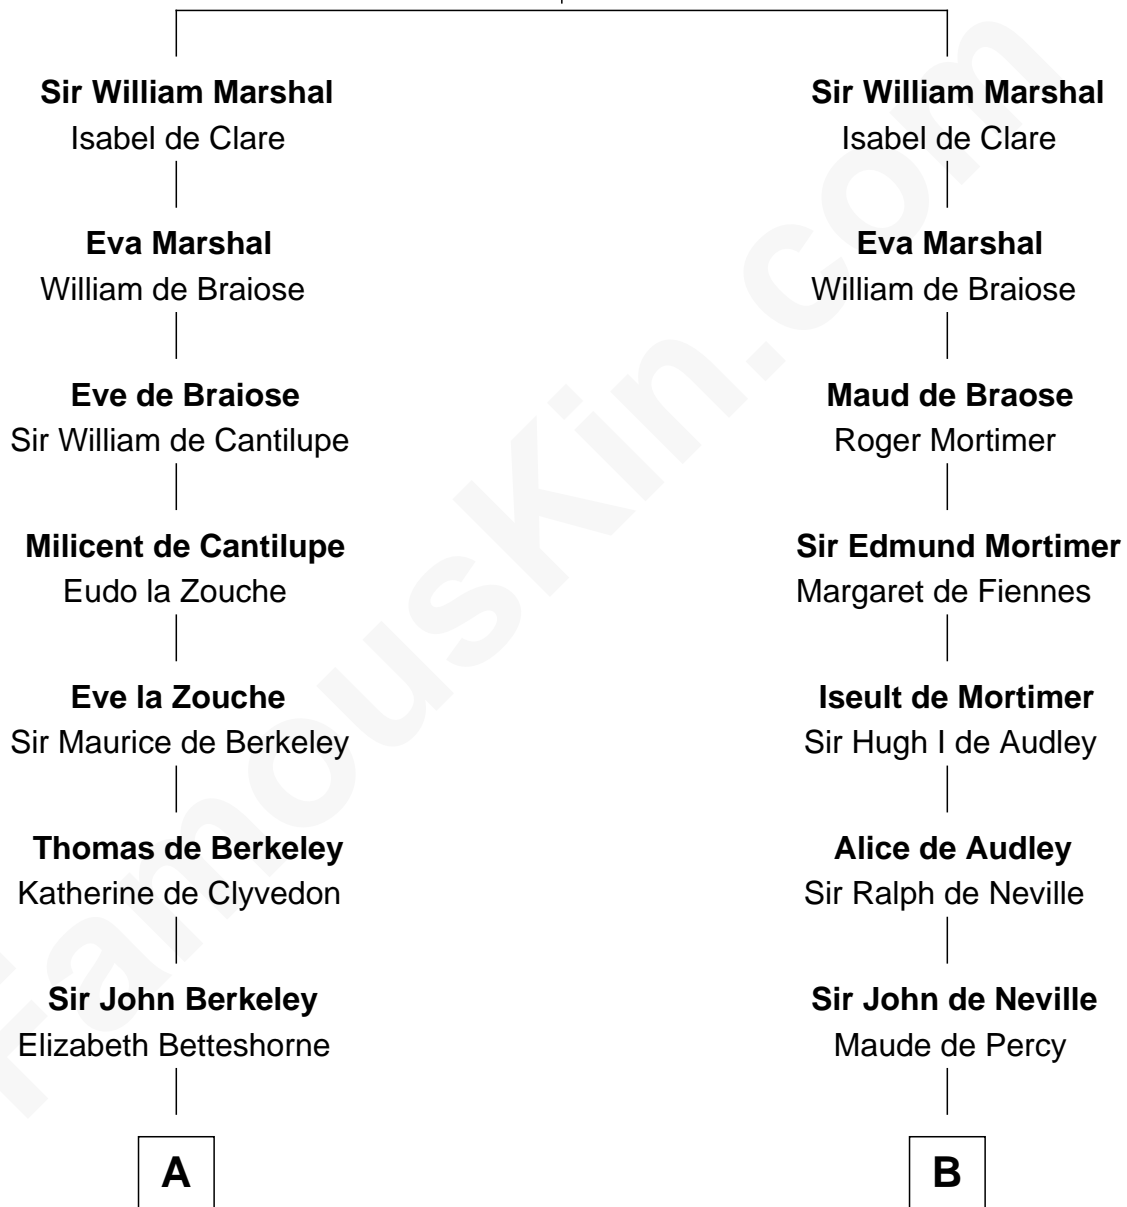 Sir William Marshal
Isabel de Clare
Eva Marshal
William de Braiose
Eve de Braiose
Sir William de Cantilupe
Milicent de Cantilupe
Eudo la Zouche
Eve la Zouche
Sir Maurice de Berkeley
Thomas de Berkeley
Katherine de Clyvedon
Sir John Berkeley
Elizabeth Betteshorne
A
Sir William Marshal
Isabel de Clare
Eva Marshal
William de Braiose
Maud de Braose
Roger Mortimer
Sir Edmund Mortimer
Margaret de Fiennes
Iseult de Mortimer
Sir Hugh I de Audley
Alice de Audley
Sir Ralph de Neville
Sir John de Neville
Maude de Percy
B
FamousKin.com